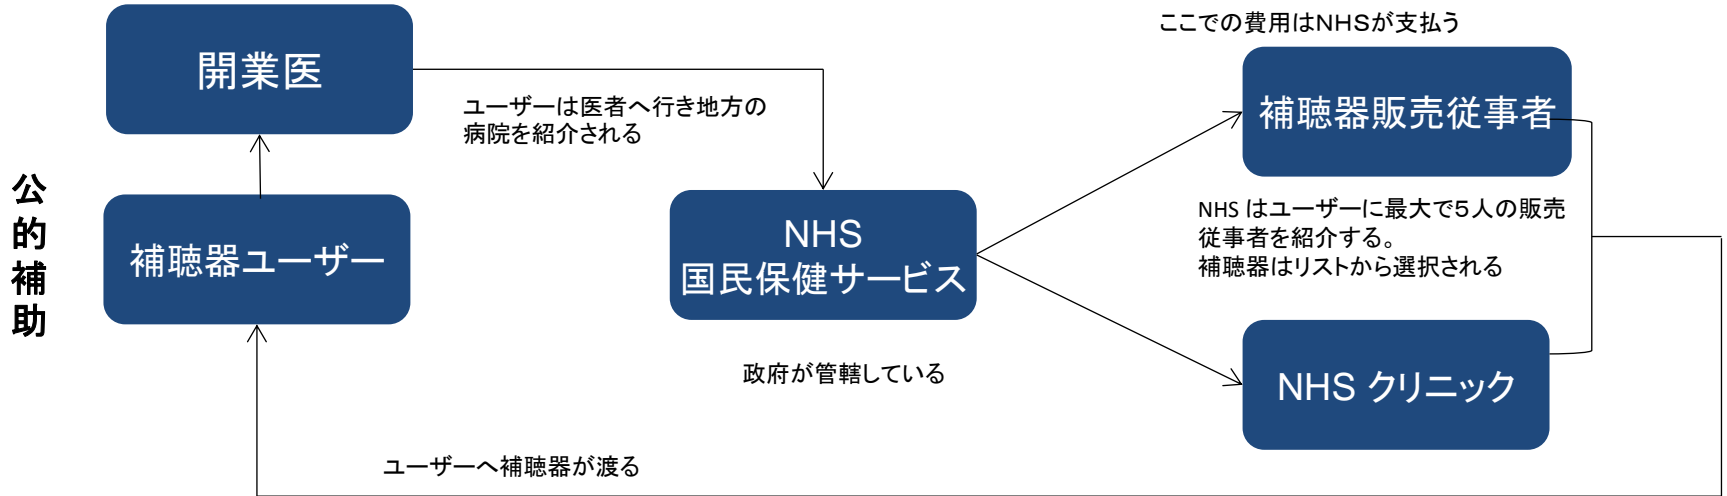 公的補助
開業医
補聴器ユーザー
ユーザーは医者へ行き地方の
病院を紹介される
NHS
国民保健サービス
政府が管轄している
ここでの費用はNHSが支払う
補聴器販売従事者
NHS はユーザーに最大で5人の販売
従事者を紹介する。
補聴器はリストから選択される
NHS クリニック
ユーザーへ補聴器が渡る